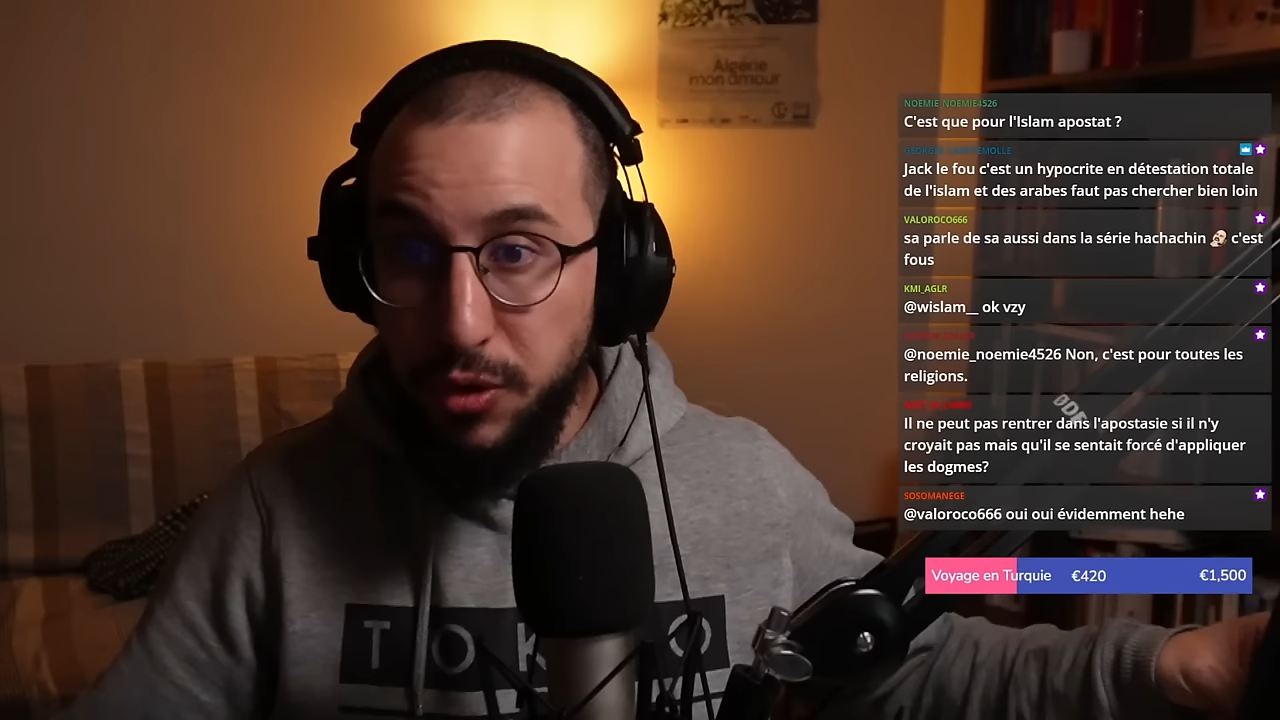 Algérie
mon amour
NOEMIE_NOEMIE4526
C'est que pour l'Islam apostat ?
Jack le fou c'est un hypocrite en détestation totale
de l'islam et des arabes faut pas chercher bien loin
VALOROCO666
sa parle de sa aussi dans la série hachachin c'est
fous
KMI_AGLR
@wislam__ ok vzy
@noemie_noemie4526 Non, c'est pour toutes les
religions.
Il ne peut pas rentrer dans l'apostasie si il n'y
croyait pas mais qu'il se sentait forcé d'appliquer
les dogmes?
SOSOMANEGE
@valoroco666 oui oui évidemment hehe
Voyage en Turquie €420 €1,500
TOKYO